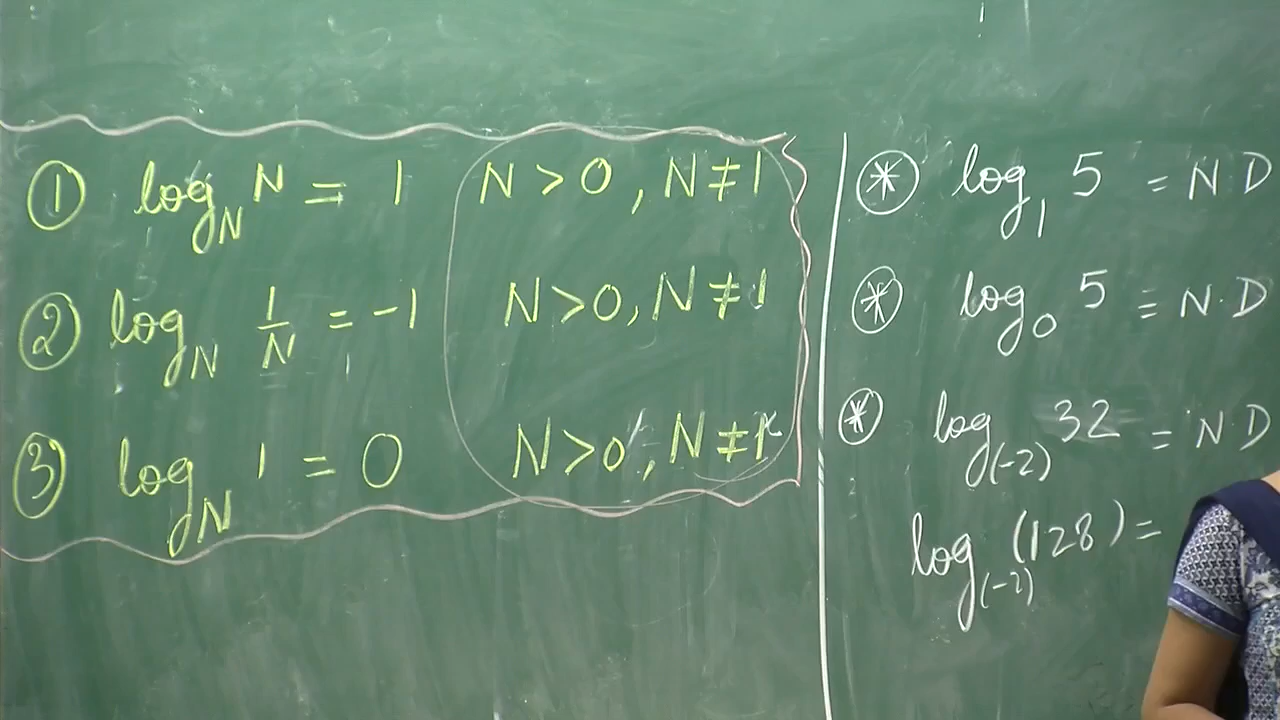 ① log_N N = 1 N > 0, N ≠ 1
② log_N 1/N = -1 N > 0, N ≠ 1
③ log_N 1 = 0 N > 0, N ≠ 1
⊛ log_1 5 = N D
⊛ log_0 5 = N.D
⊛ log_(-2) 32 = N D
log_(-2) (128) =